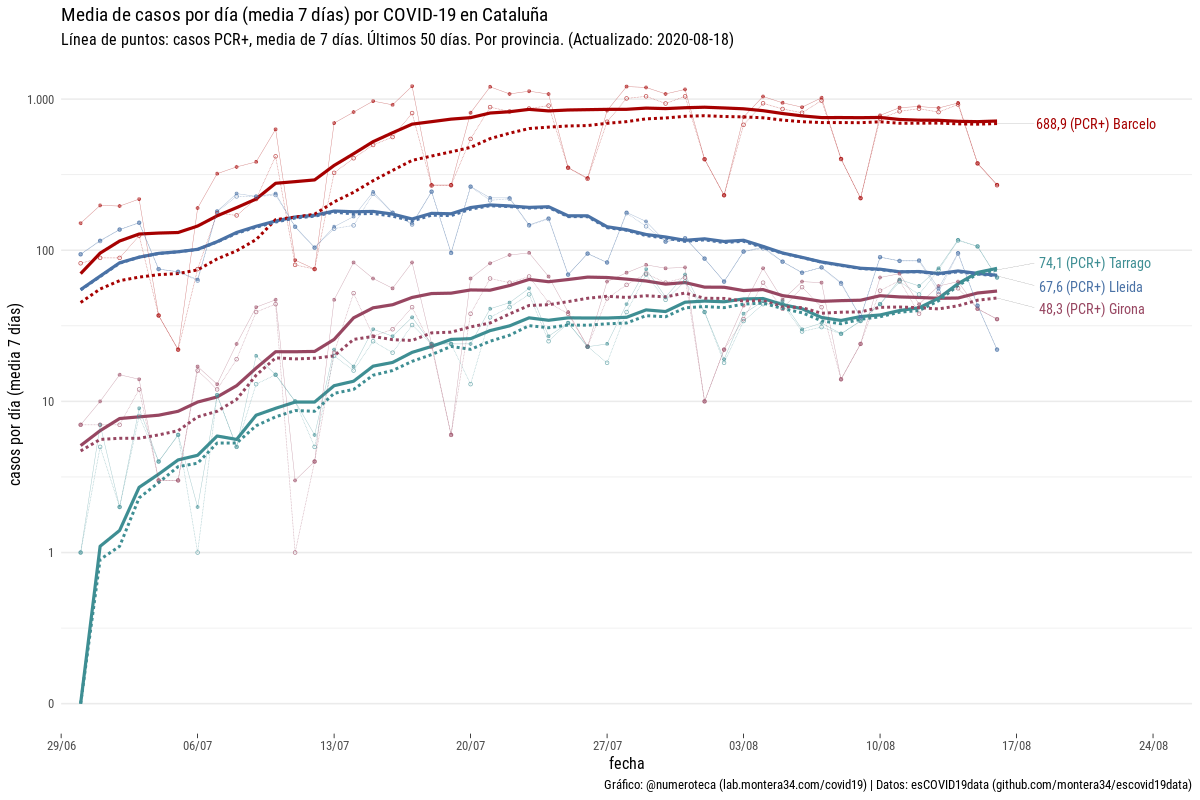 Media de casos por día (media 7 días) por COVID-19 en Cataluña
Línea de puntos: casos PCR+, media de 7 días. Últimos 50 días. Por provincia. (Actualizado: 2020-08-18)
casos por día (media 7 días)
1.000
100
10
1
0
688,9 (PCR+) Barcelo
74,1 (PCR+) Tarrago
67,6 (PCR+) Lleida
48,3 (PCR+) Girona
29/06
06/07
13/07
20/07
27/07
03/08
10/08
17/08
24/08
fecha
Gráfico: @numeroteca (lab.montera34.com/covid19) | Datos: esCOVID19data (github.com/montera34/escovid19data)